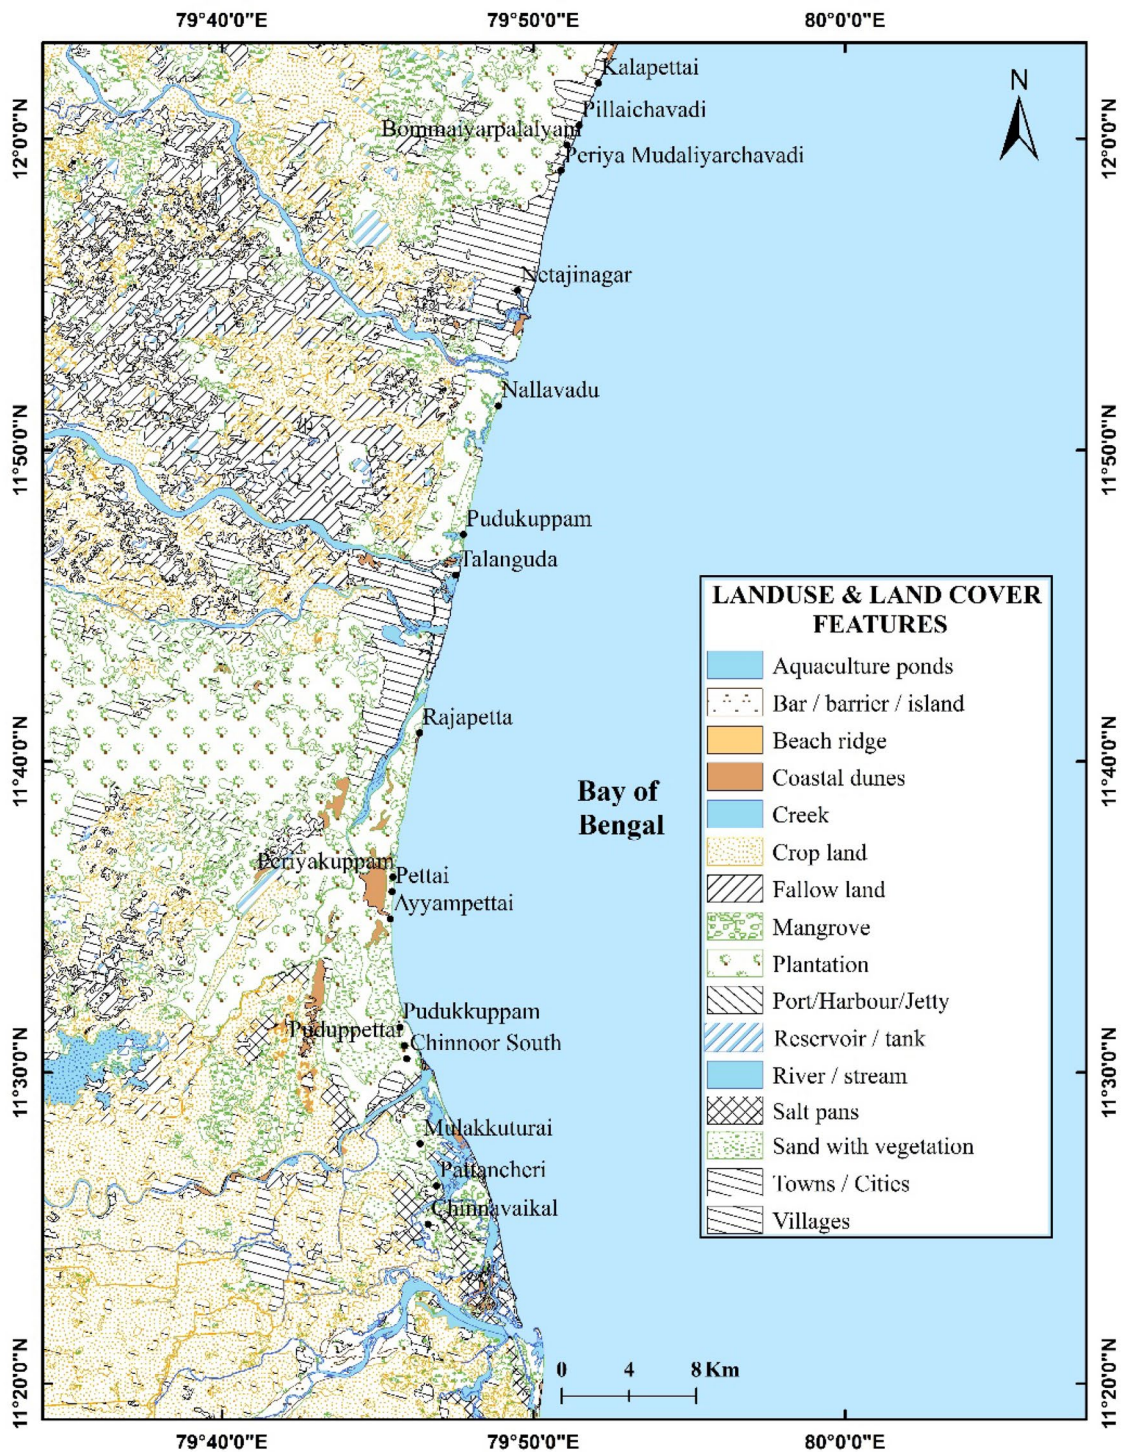 79°40'0"E 79°50'0"E 80°0'0"E
N
Kalapettai
Pillaichavadi
Bommaiyarpalaiyam
12°0'0"N 12°0'0"N
Periya Mudaliyarchavadi
Netajinagar
Nallavadu
11°50'0"N 11°50'0"N
Pudukuppam
Talanguda
LANDUSE & LAND COVER
FEATURES
Aquaculture ponds
Bar / barrier / island
Beach ridge
Coastal dunes
Creek
Crop land
Fallow land
Mangrove
Plantation
Port/Harbour/Jetty
Reservoir / tank
River / stream
Salt pans
Sand with vegetation
Towns / Cities
Villages
Rajapetta
11°40'0"N 11°40'0"N
Bay of
Bengal
Periyakuppam
Pettai
Ayyampettai
Pudukkuppam
Puduppettai
Chinnoor South
11°30'0"N 11°30'0"N
Mulakkuturai
Pattancheri
Chinnavaikal
0 4 8 Km
11°20'0"N 11°20'0"N
79°40'0"E 79°50'0"E 80°0'0"E